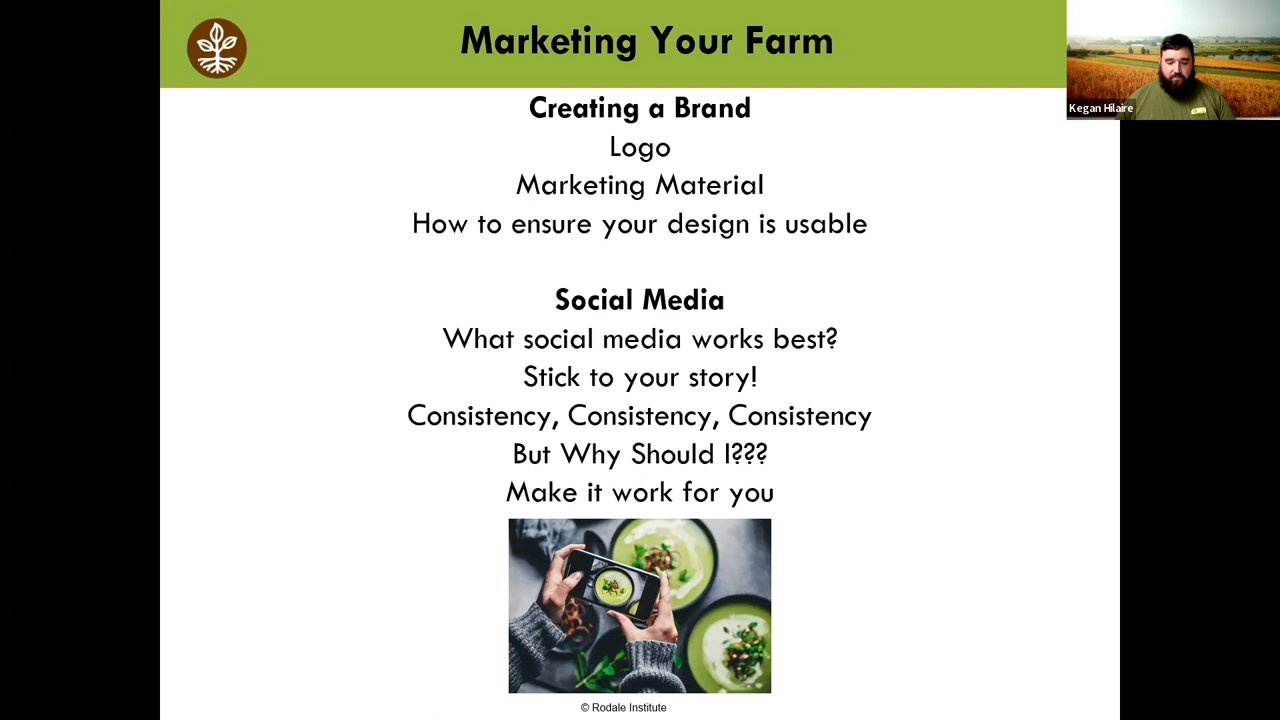 Marketing Your Farm
Kegan Hilaire
Creating a Brand
Logo
Marketing Material
How to ensure your design is usable
Social Media
What social media works best?
Stick to your story!
Consistency, Consistency, Consistency
But Why Should I???
Make it work for you
© Rodale Institute